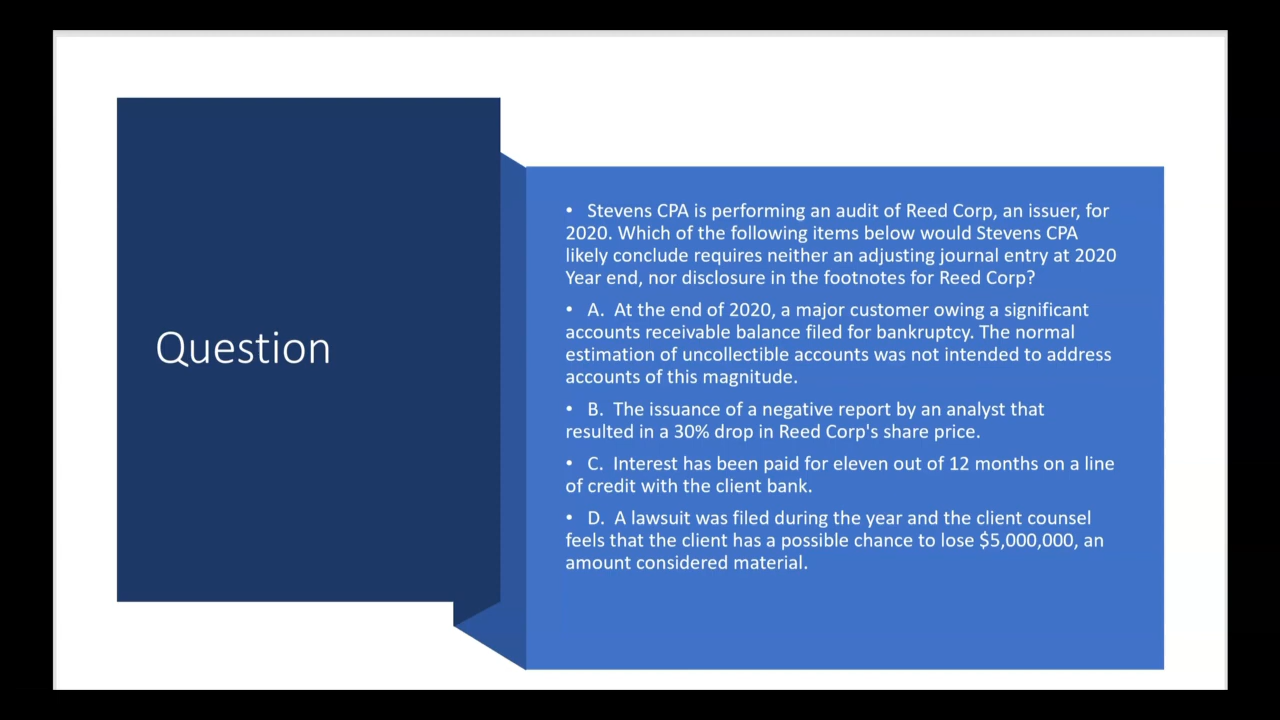 Question
• Stevens CPA is performing an audit of Reed Corp, an issuer, for
2020. Which of the following items below would Stevens CPA
likely conclude requires neither an adjusting journal entry at 2020
Year end, nor disclosure in the footnotes for Reed Corp?
• A. At the end of 2020, a major customer owing a significant
accounts receivable balance filed for bankruptcy. The normal
estimation of uncollectible accounts was not intended to address
accounts of this magnitude.
• B. The issuance of a negative report by an analyst that
resulted in a 30% drop in Reed Corp's share price.
• C. Interest has been paid for eleven out of 12 months on a line
of credit with the client bank.
• D. A lawsuit was filed during the year and the client counsel
feels that the client has a possible chance to lose $5,000,000, an
amount considered material.